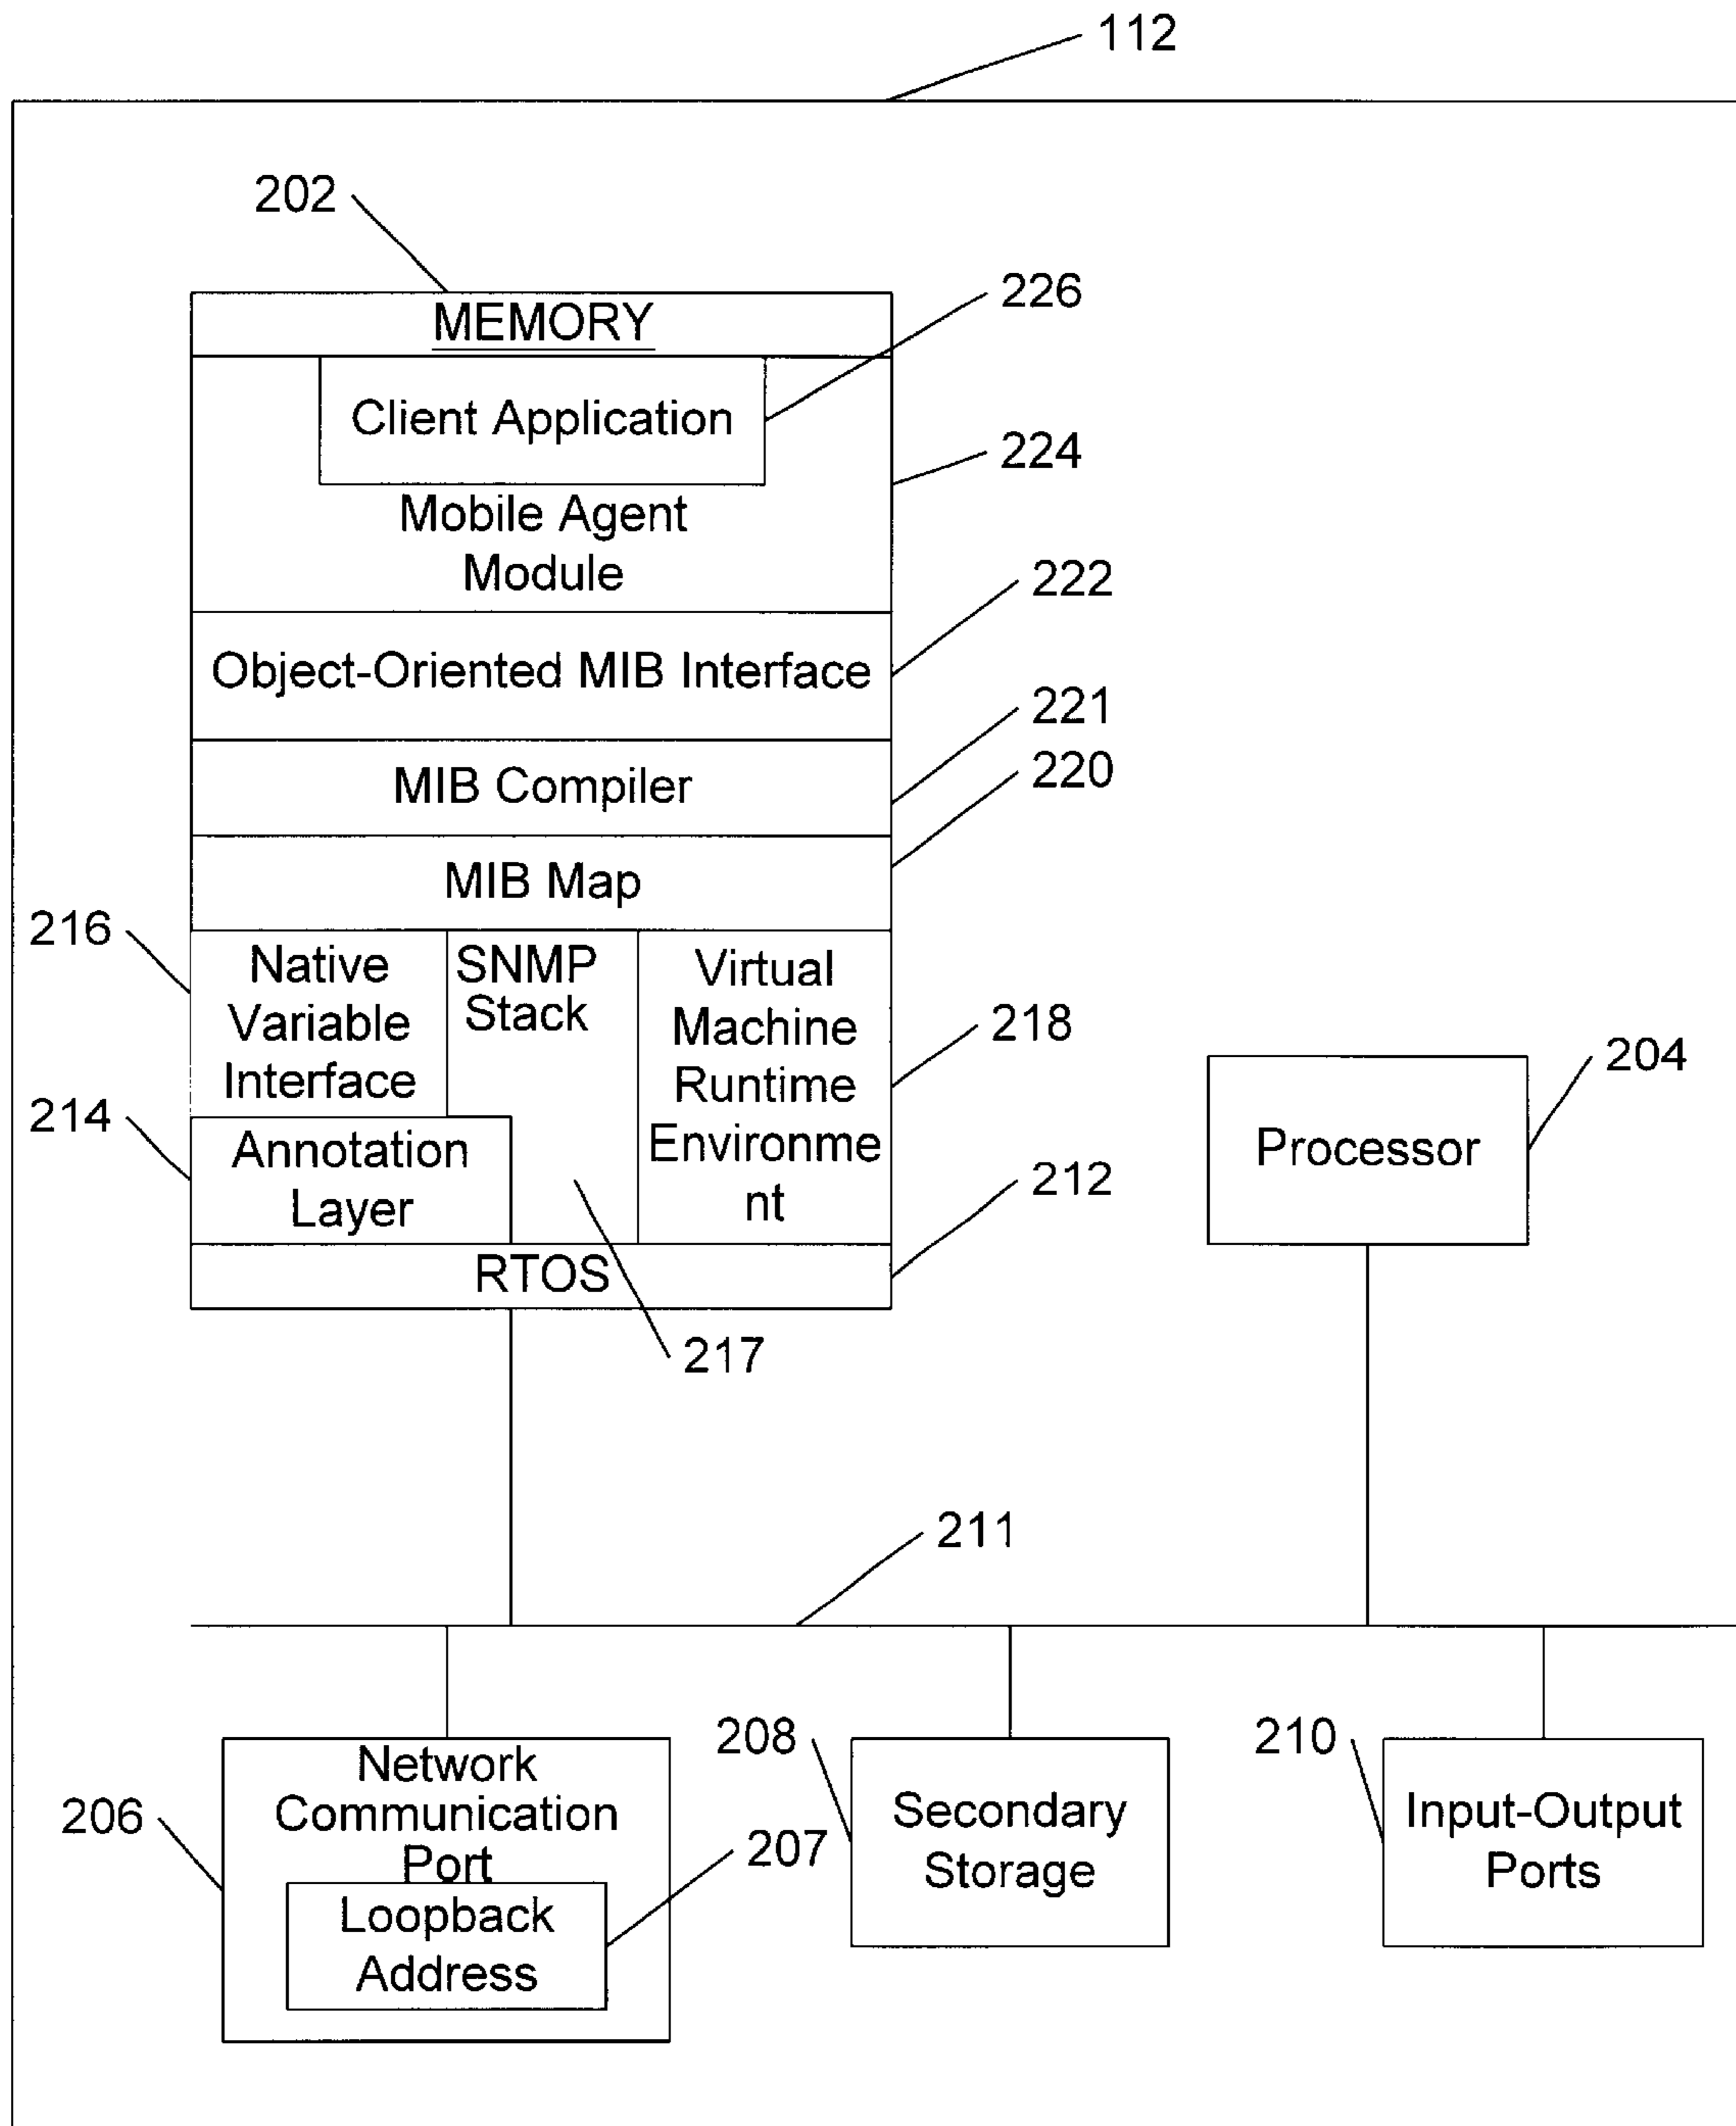 112
202
MEMORY
226
Client Application
224
Mobile Agent
Module
222
Object-Oriented MIB Interface
221
MIB Compiler
220
MIB Map
216
Native
Variable
Interface
SNMP
Stack
Virtual
Machine
Runtime
Environme
nt
218
204
Processor
214
Annotation
Layer
212
RTOS
217
211
206
Network
Communication
Port
207
Loopback
Address
208
Secondary
Storage
210
Input-Output
Ports